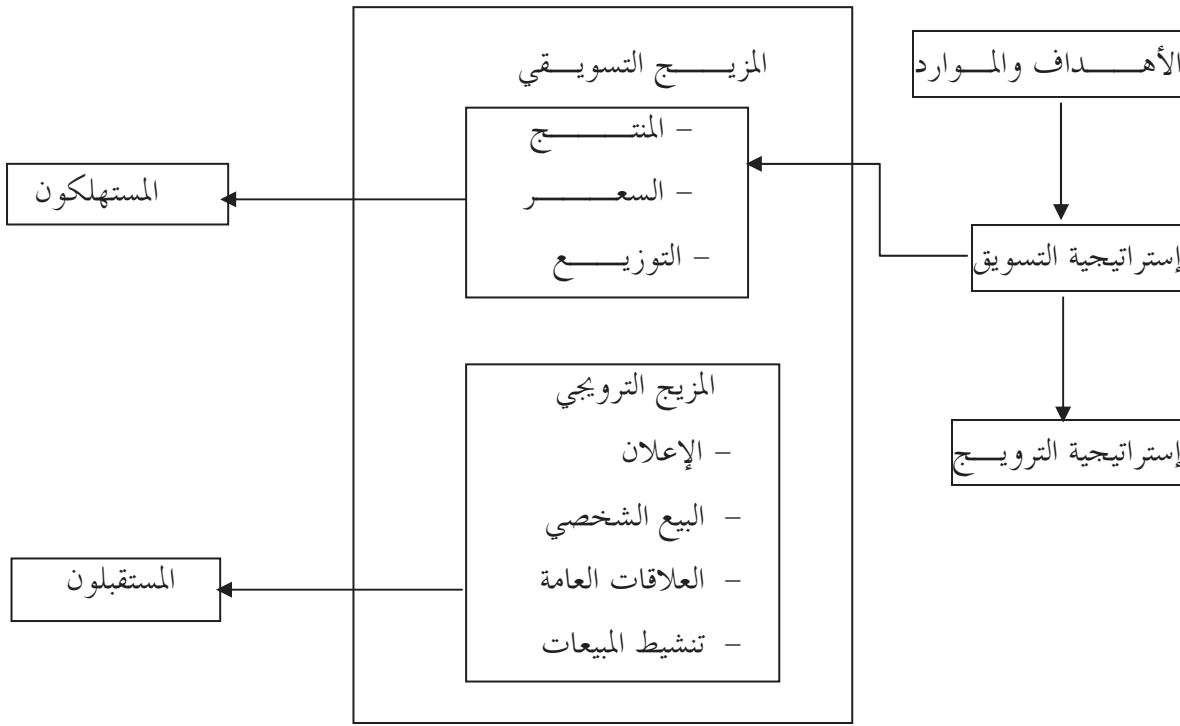 الأهداف والموارد
إستراتيجية التسويق
إستراتيجية الترويج
المزيج التسويقي
– المنتج
– السعر
– التوزيع
المزيج الترويجي
– الإعلان
– البيع الشخصي
– العلاقات العامة
– تنشيط المبيعات
المستهلكون
المستقبلون